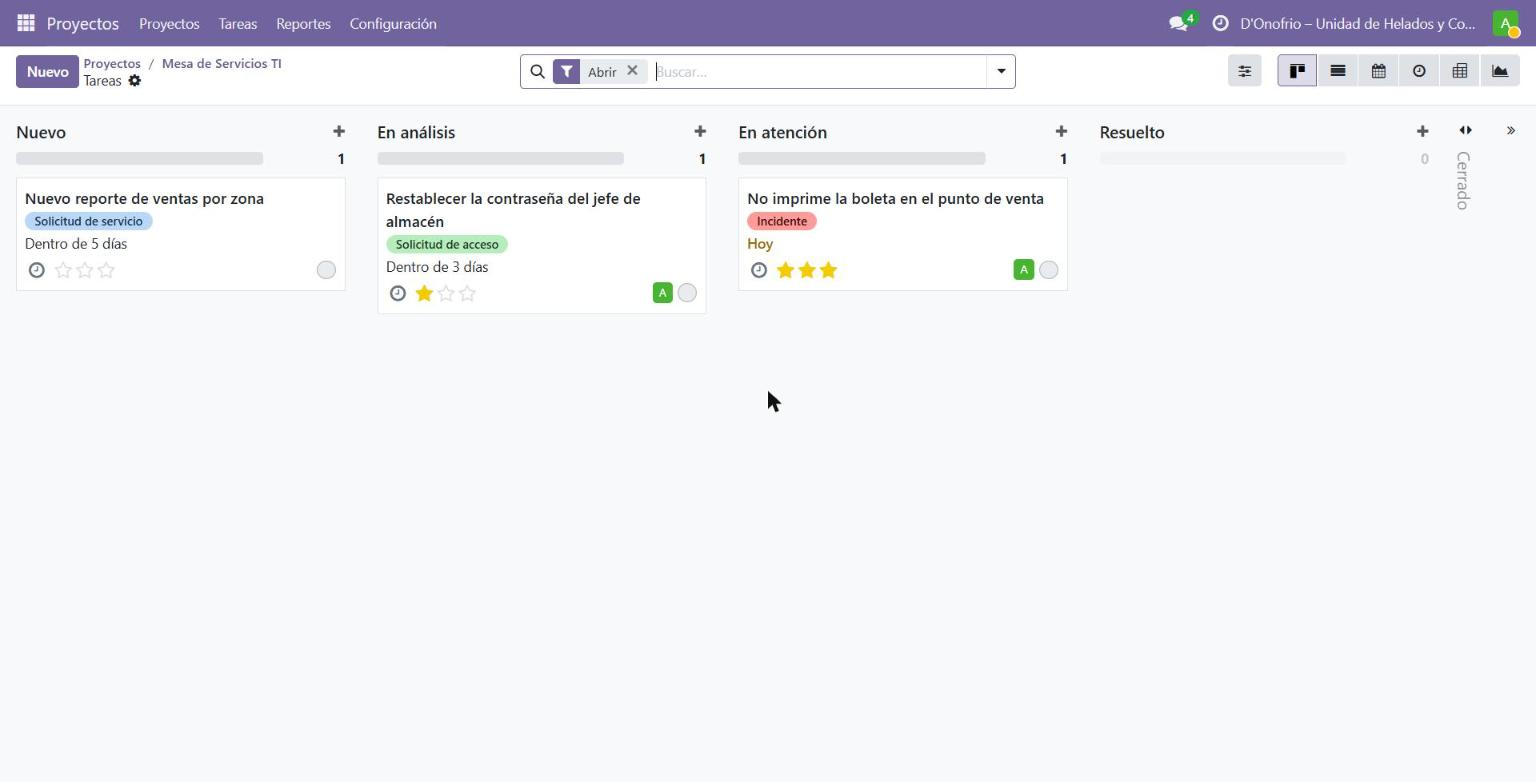 Proyectos Proyectos Tareas Reportes Configuración 4 D'Onofrio – Unidad de Helados y Co... A
Nuevo Proyectos / Mesa de Servicios TI
Tareas
Abrir Buscar...
Nuevo
1
Nuevo reporte de ventas por zona
Solicitud de servicio
Dentro de 5 días
En análisis
1
Restablecer la contraseña del jefe de
almacén
Solicitud de acceso
Dentro de 3 días
A
En atención
1
No imprime la boleta en el punto de venta
Incidente
Hoy
A
Resuelto
0
Cerrado